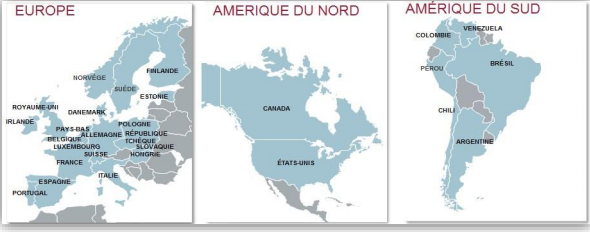 EUROPE
NORVÈGE
FINLANDE
SUÈDE
ESTONIE
ROYAUME-UNI
DANEMARK
IRLANDE
POLOGNE
PAYS-BAS
ALLEMAGNE
RÉPUBLIQUE
TCHÈQUE
BELGIQUE
LUXEMBOURG
SLOVAQUIE
SUISSE
HONGRIE
FRANCE
ITALIE
ESPAGNE
PORTUGAL
AMERIQUE DU NORD
CANADA
ÉTATS-UNIS
AMÉRIQUE DU SUD
VENEZUELA
COLOMBIE
BRÉSIL
PÉROU
CHILI
ARGENTINE